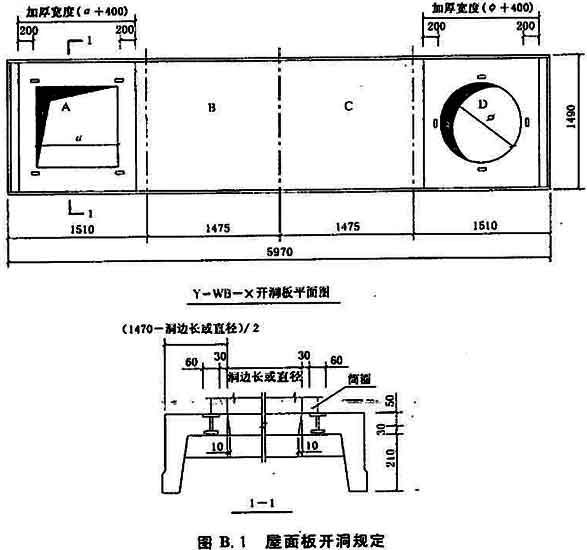 加厚宽度(a+400)
加厚宽度(φ+400)
200 1 200 200 200
A B C D
a φ
1490
1
1510 1475 1475 1510
5970
Y-WB-X开洞板平面图
(1470-洞边长或直径)/2
60 30 洞边长或直径 30 60
筒圈
50
30
210
10 10
1-1
图 B.1 屋面板开洞规定